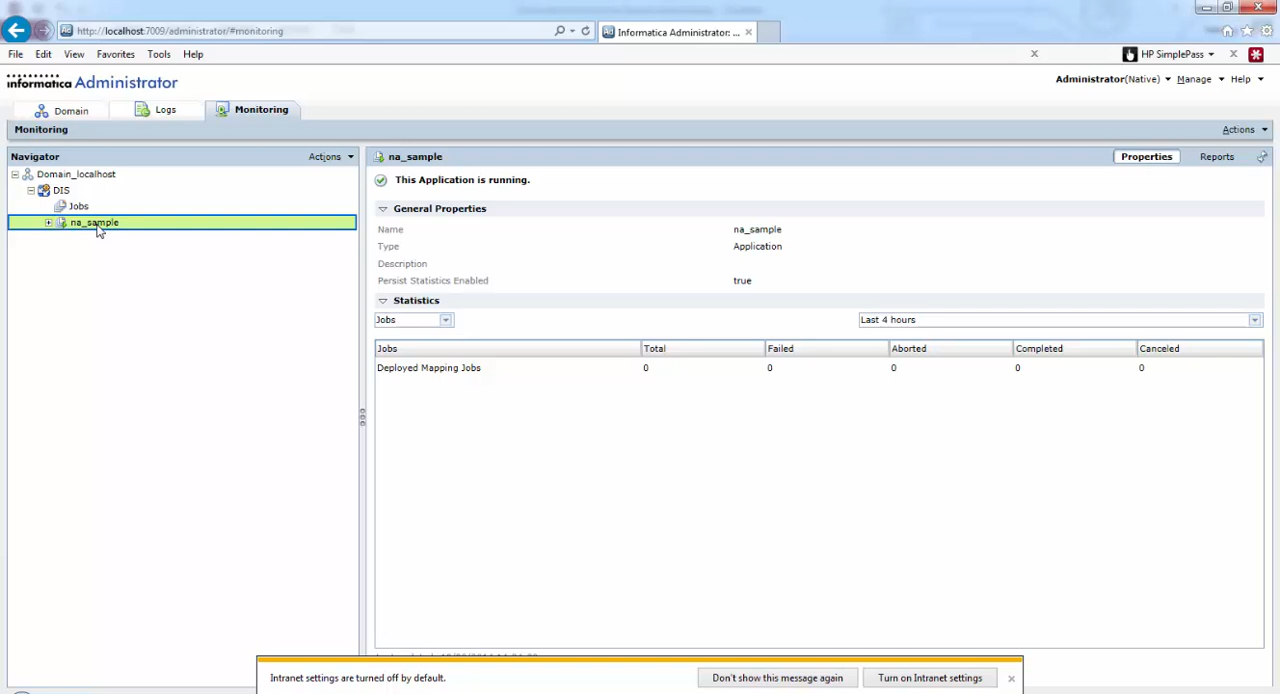 http://localhost:7009/administrator/#monitoring
Informatica Administrator: ...
File Edit View Favorites Tools Help
HP SimplePass
informatica Administrator
Administrator(Native) Manage Help
Domain Logs Monitoring
Monitoring Actions
Navigator Actions
na_sample Properties Reports
Domain_localhost
This Application is running.
DIS
Jobs
General Properties
na_sample
Name na_sample
Type Application
Description
Persist Statistics Enabled true
Statistics
Jobs Last 4 hours
Jobs Total Failed Aborted Completed Canceled
Deployed Mapping Jobs 0 0 0 0 0
Intranet settings are turned off by default. Don't show this message again Turn on Intranet settings